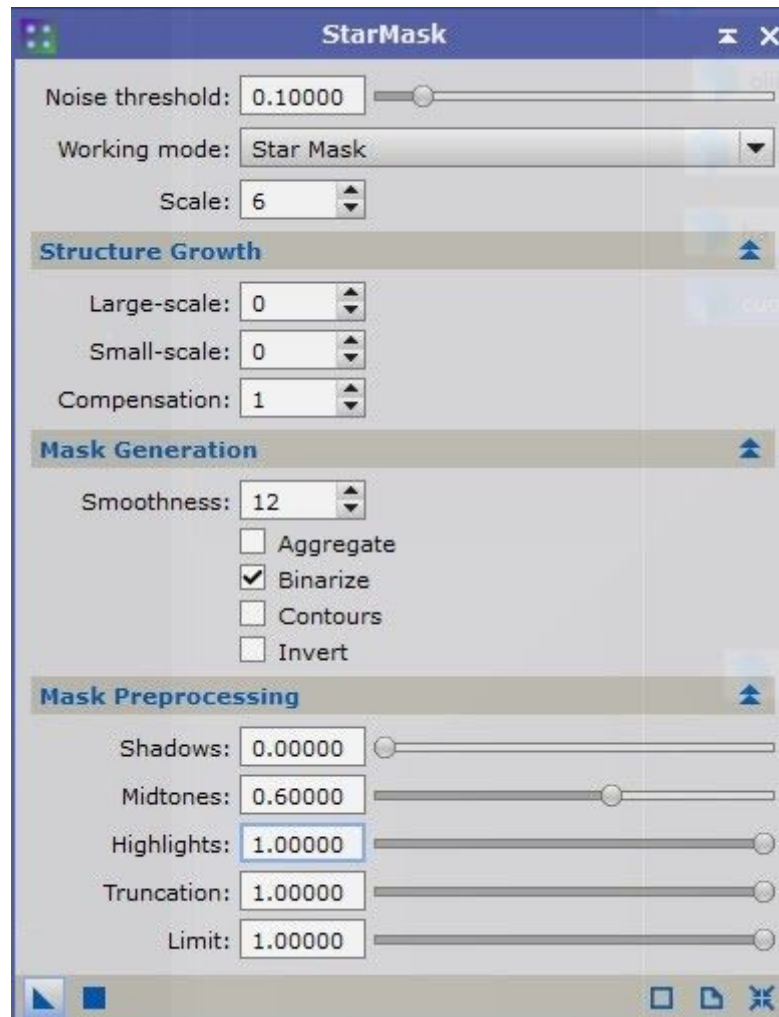 StarMask
Noise threshold: 0.10000
Working mode: Star Mask
Scale: 6
Structure Growth
Large-scale: 0
Small-scale: 0
Compensation: 1
Mask Generation
Smoothness: 12
Aggregate
Binarize
Contours
Invert
Mask Preprocessing
Shadows: 0.00000
Midtones: 0.60000
Highlights: 1.00000
Truncation: 1.00000
Limit: 1.00000